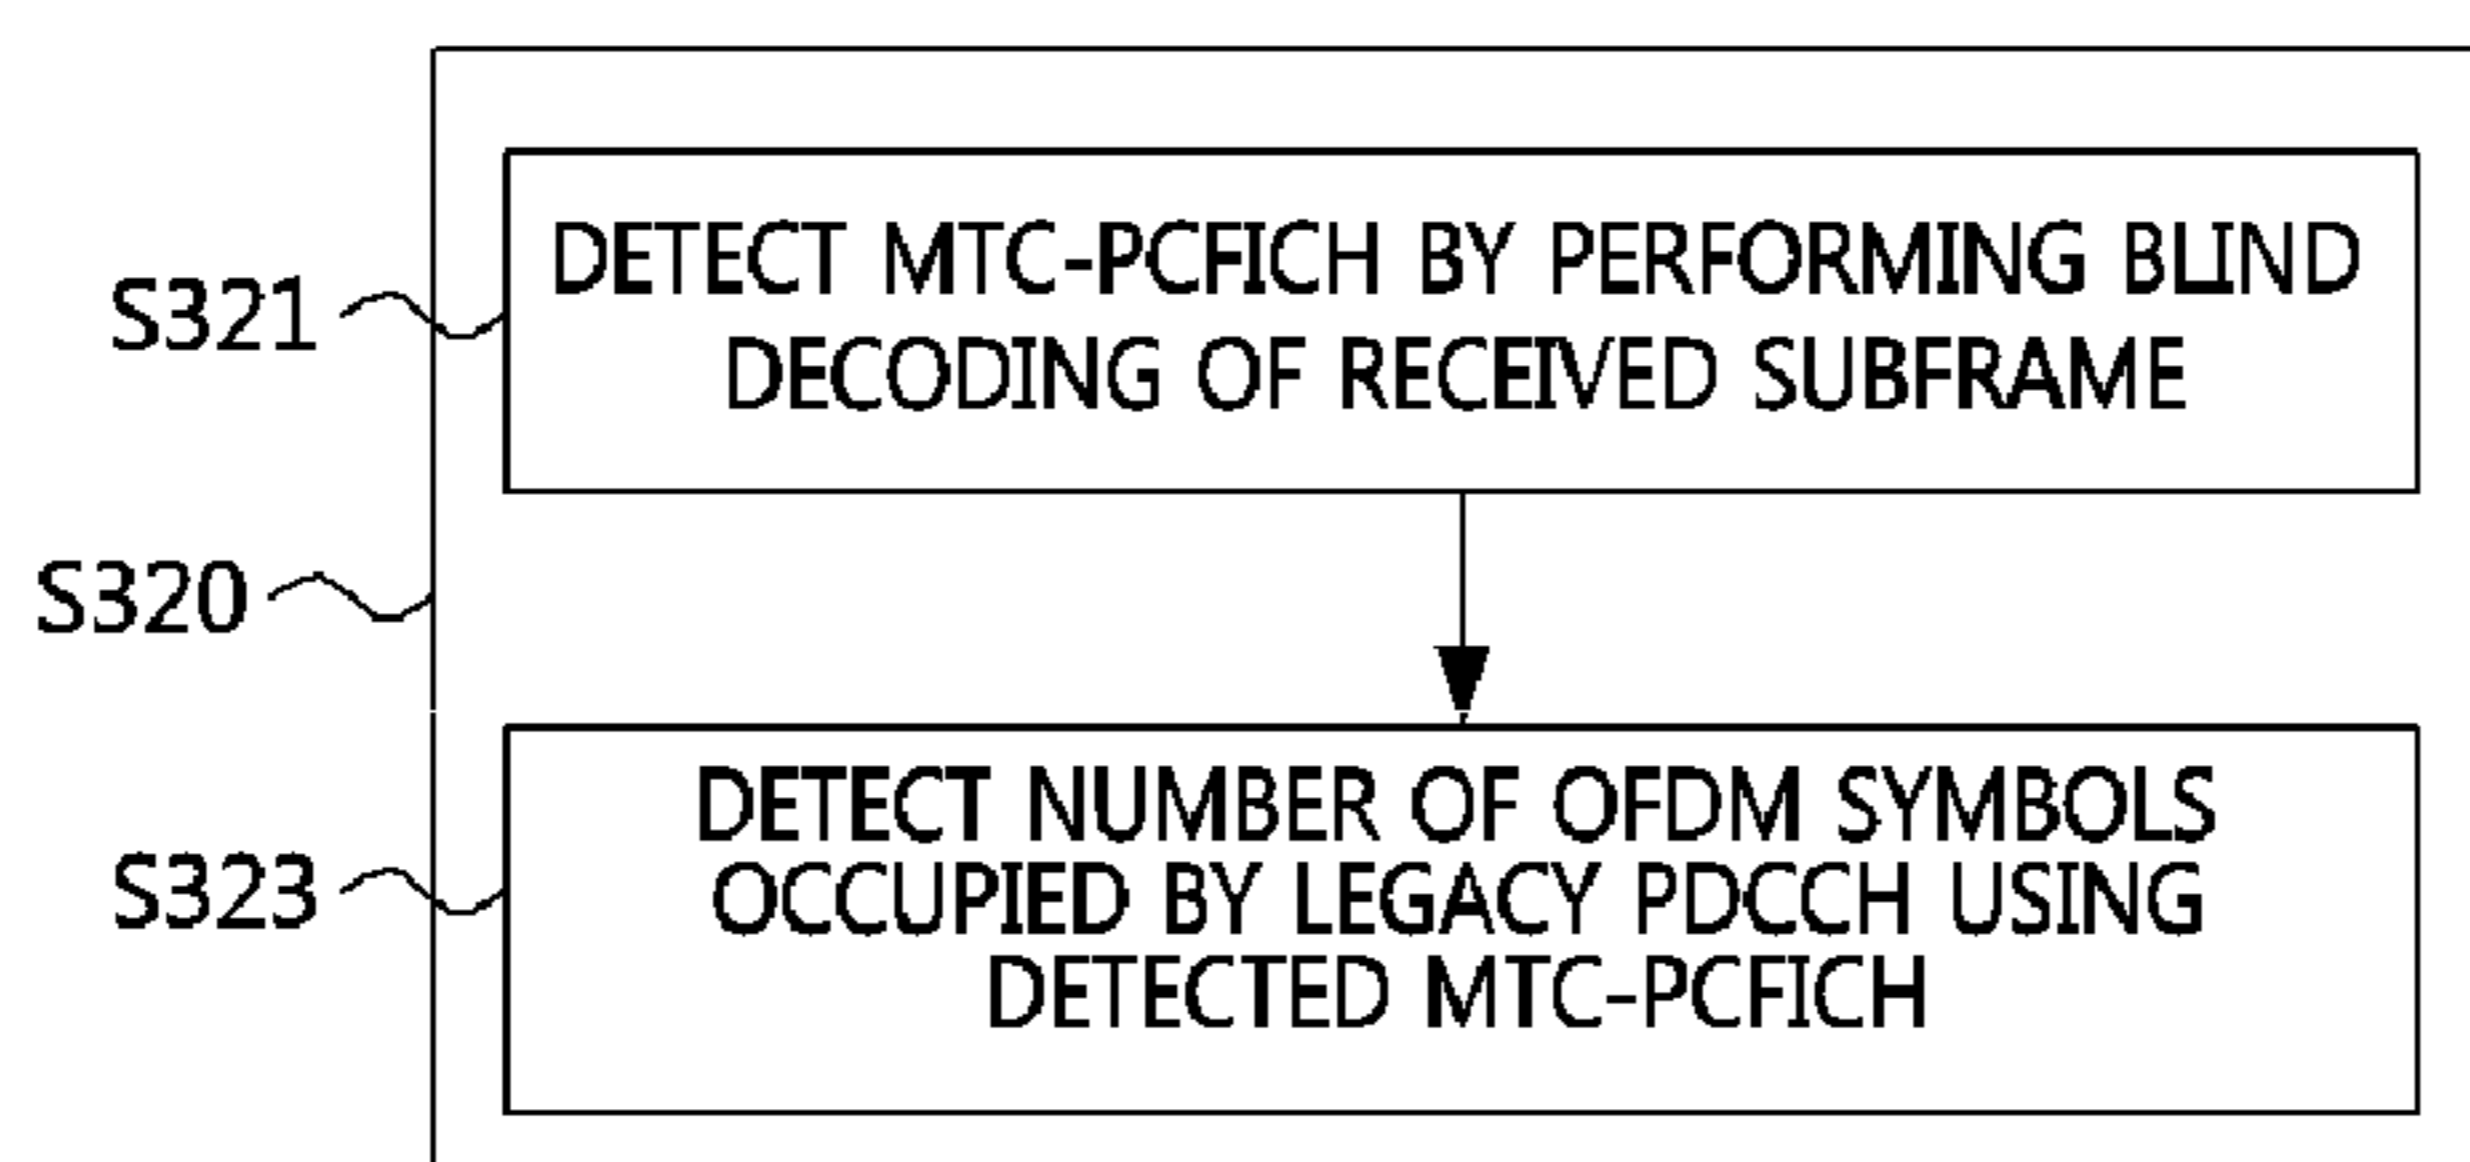 S321
DETECT MTC-PCFICH BY PERFORMING BLIND
DECODING OF RECEIVED SUBFRAME
S320
S323
DETECT NUMBER OF OFDM SYMBOLS
OCCUPIED BY LEGACY PDCCH USING
DETECTED MTC-PCFICH